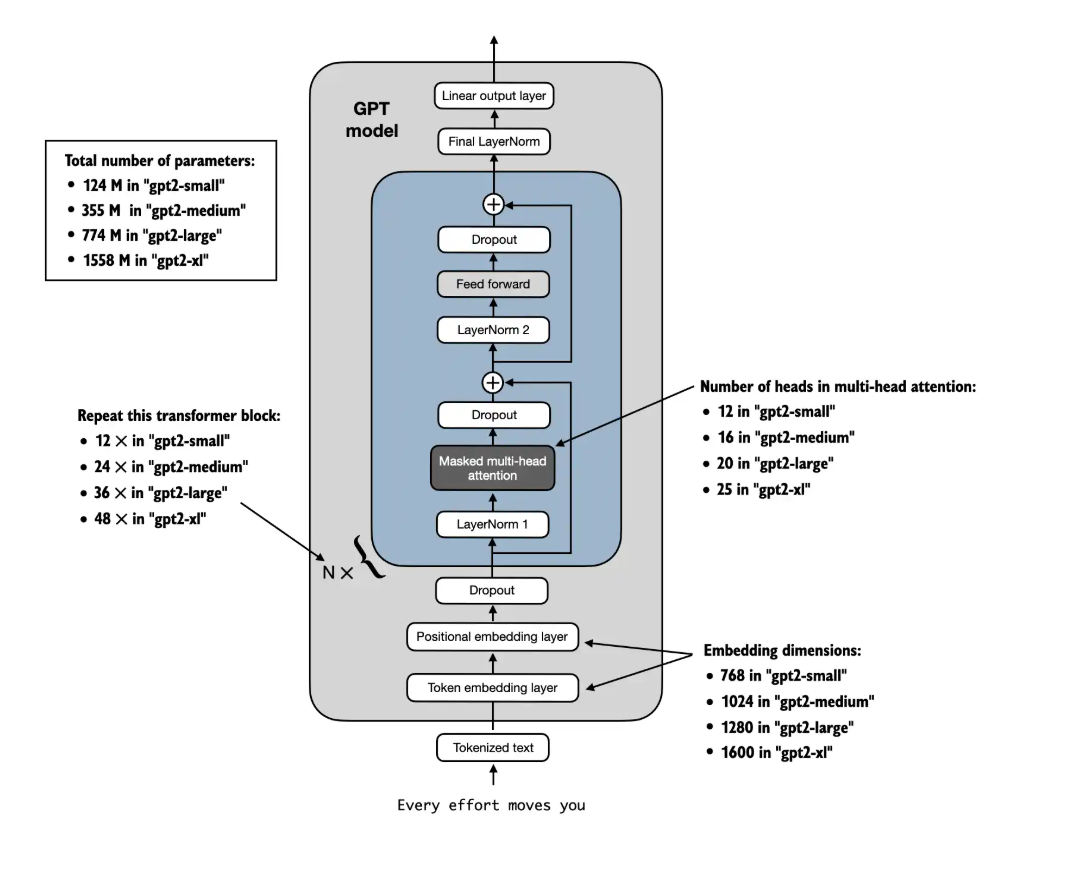 Linear output layer
GPT
model
Final LayerNorm
Total number of parameters:
• 124 M in "gpt2-small"
• 355 M in "gpt2-medium"
• 774 M in "gpt2-large"
• 1558 M in "gpt2-xl"
+
Dropout
Feed forward
LayerNorm 2
+
Dropout
Masked multi-head
attention
LayerNorm 1
Number of heads in multi-head attention:
• 12 in "gpt2-small"
• 16 in "gpt2-medium"
• 20 in "gpt2-large"
• 25 in "gpt2-xl"
Repeat this transformer block:
• 12 × in "gpt2-small"
• 24 × in "gpt2-medium"
• 36 × in "gpt2-large"
• 48 × in "gpt2-xl"
N × {
Dropout
Positional embedding layer
Token embedding layer
Embedding dimensions:
• 768 in "gpt2-small"
• 1024 in "gpt2-medium"
• 1280 in "gpt2-large"
• 1600 in "gpt2-xl"
Tokenized text
Every effort moves you